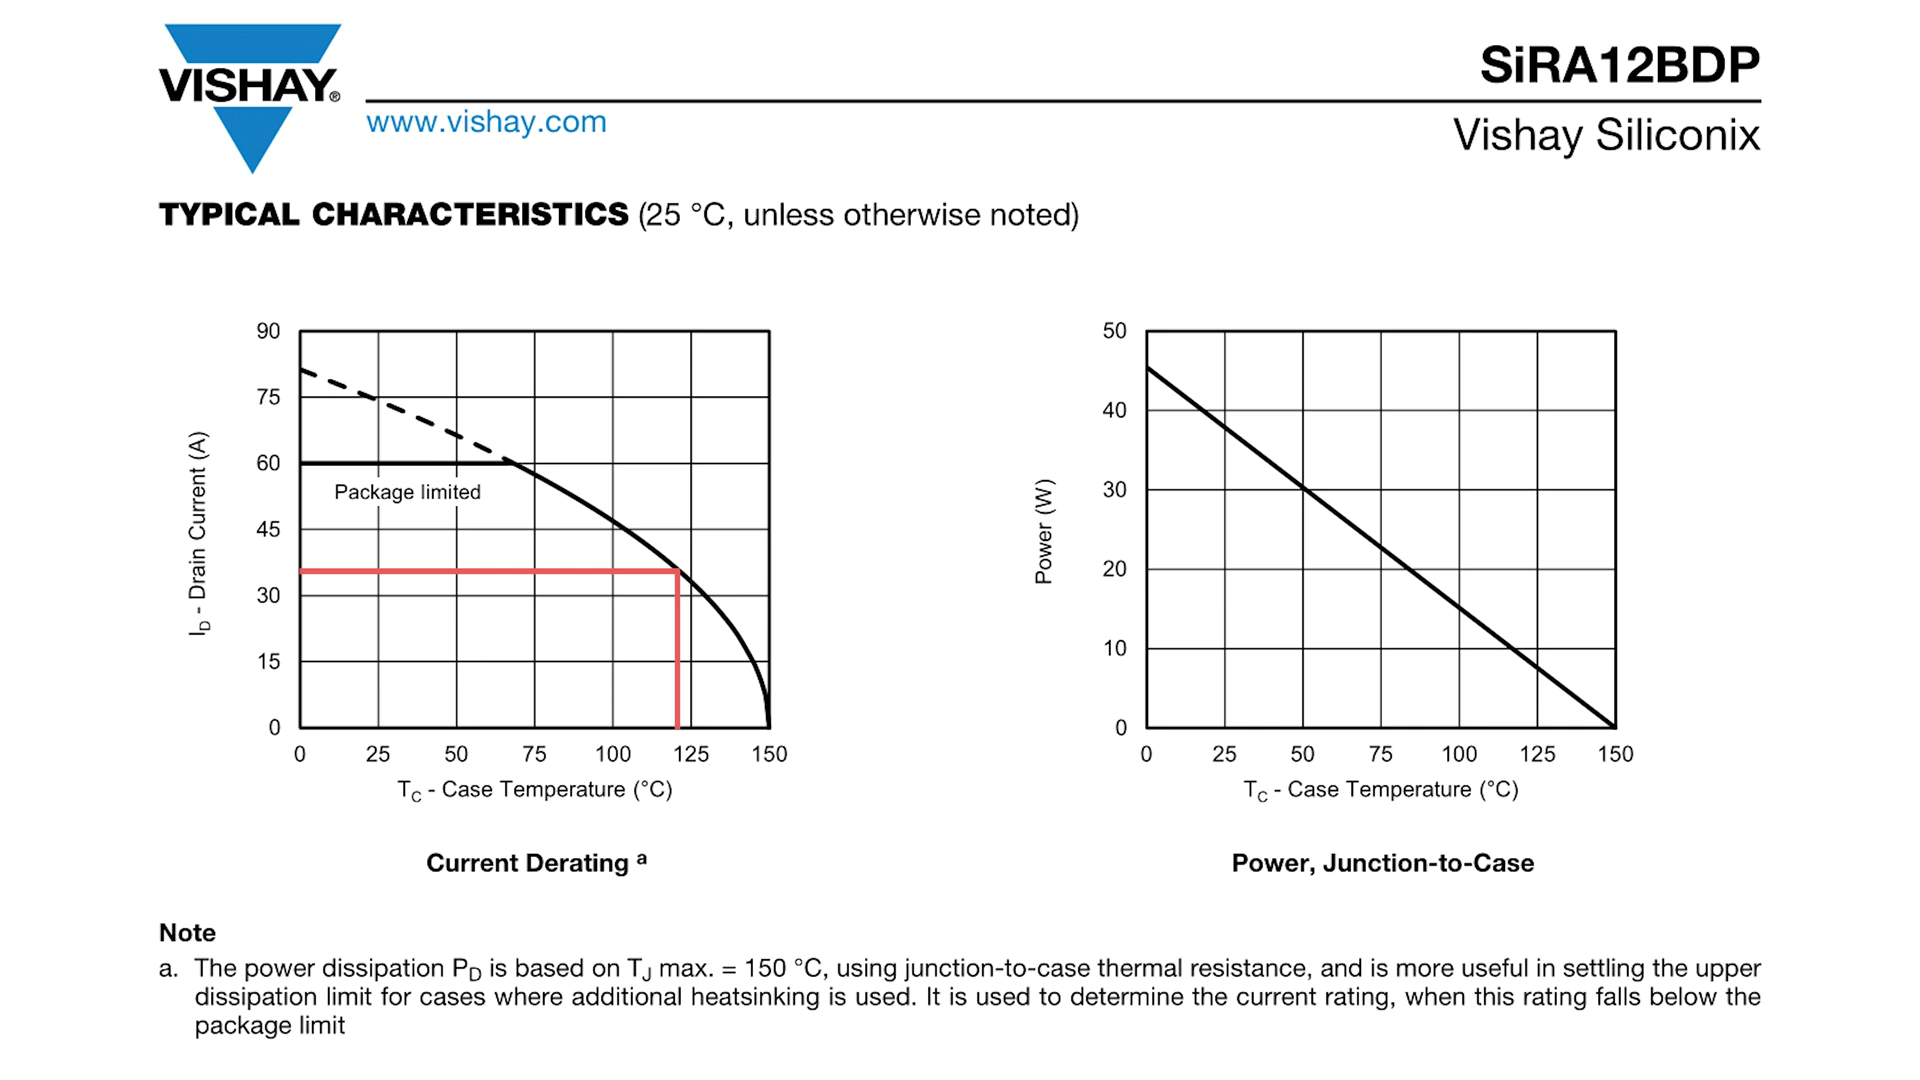 VISHAY®
www.vishay.com
SiRA12BDP
Vishay Siliconix
TYPICAL CHARACTERISTICS (25 °C, unless otherwise noted)
90
75
60
45
30
15
0
ID - Drain Current (A)
Package limited
0 25 50 75 100 125 150
TC - Case Temperature (°C)
Current Derating a
50
40
30
20
10
0
Power (W)
0 25 50 75 100 125 150
TC - Case Temperature (°C)
Power, Junction-to-Case
Note
a. The power dissipation PD is based on TJ max. = 150 °C, using junction-to-case thermal resistance, and is more useful in settling the upper
dissipation limit for cases where additional heatsinking is used. It is used to determine the current rating, when this rating falls below the
package limit